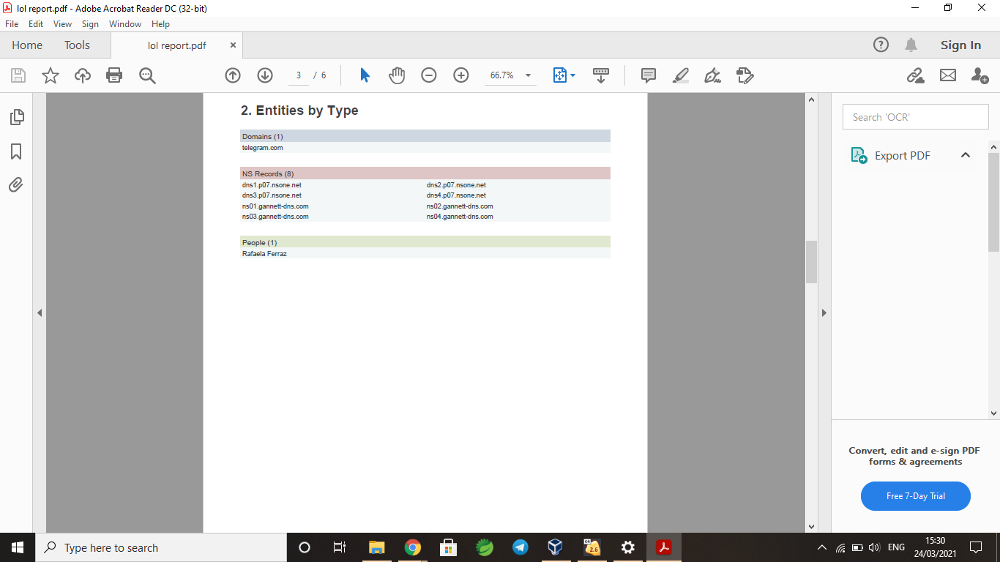 lol report.pdf - Adobe Acrobat Reader DC (32-bit)
File Edit View Sign Window Help
Home Tools lol report.pdf × Sign In
3 / 6 66.7%
2. Entities by Type
Domains (1)
telegram.com
NS Records (8)
dns1.p07.nsone.net dns2.p07.nsone.net
dns3.p07.nsone.net dns4.p07.nsone.net
ns01.gannett-dns.com ns02.gannett-dns.com
ns03.gannett-dns.com ns04.gannett-dns.com
People (1)
Rafaela Ferraz
Search 'OCR'
Export PDF
Convert, edit and e-sign PDF
forms & agreements
Free 7-Day Trial
Type here to search
64
2.6
ENG
15:30
24/03/2021